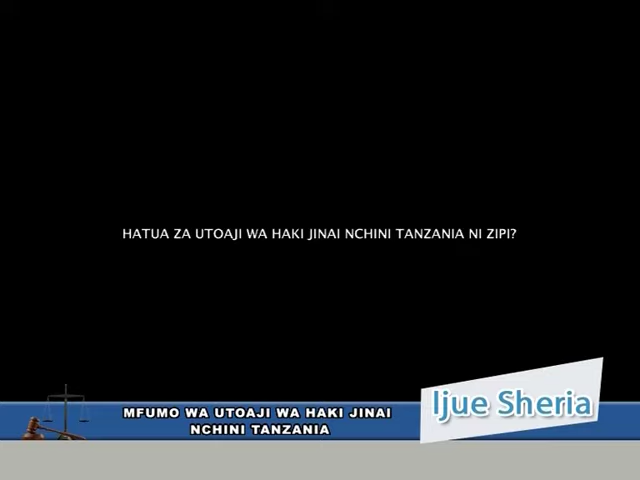 HATUA ZA UTOAJI WA HAKI JINAI NCHINI TANZANIA NI ZIPI?
MFUMO WA UTOAJI WA HAKI JINAI
NCHINI TANZANIA
Ijue Sheria